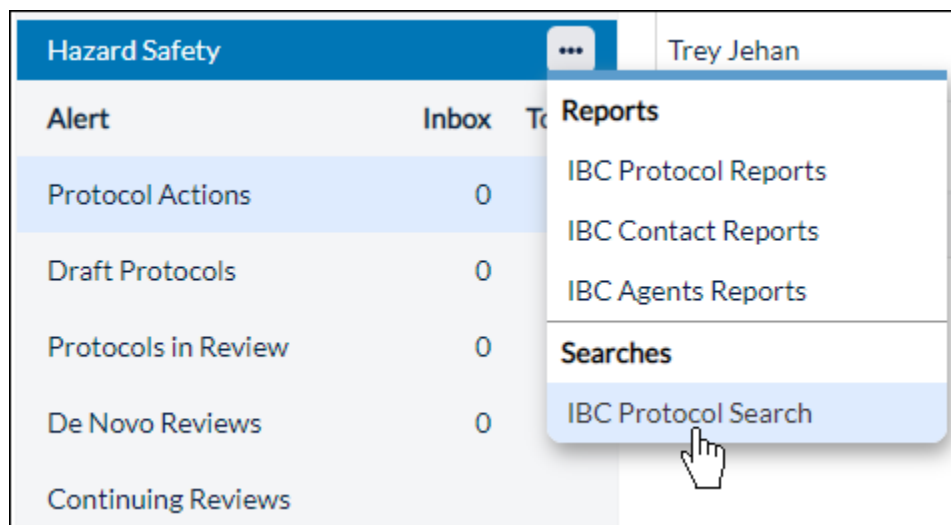 Hazard Safety ••• Trey Jehan
Alert Inbox To
Protocol Actions 0
Draft Protocols 0
Protocols in Review 0
De Novo Reviews 0
Continuing Reviews
Reports
IBC Protocol Reports
IBC Contact Reports
IBC Agents Reports
Searches
IBC Protocol Search